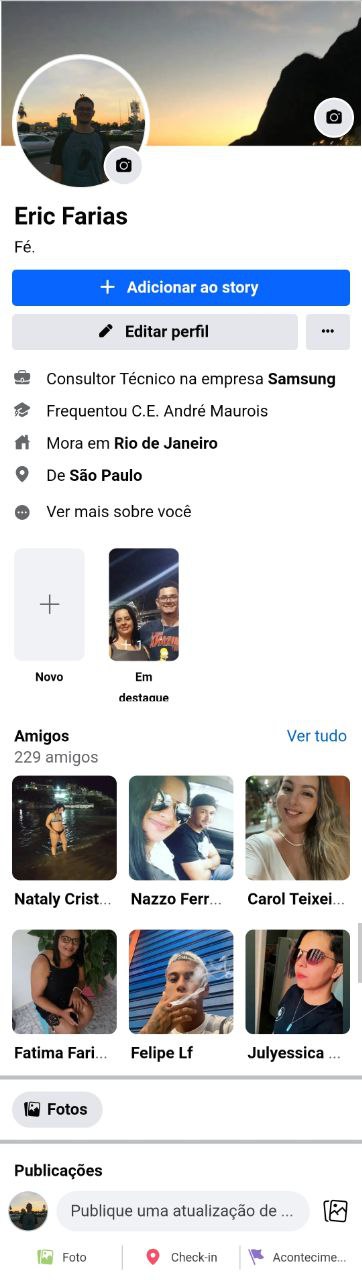 Eric Farias
Fé.
Adicionar ao story
Editar perfil
Consultor Técnico na empresa Samsung
Frequentou C.E. André Maurois
Mora em Rio de Janeiro
De São Paulo
Ver mais sobre você
Novo
Em
destaque
Amigos
Ver tudo
229 amigos
Nataly Crist...
Nazzo Ferr...
Carol Teixei...
Fatima Fari...
Felipe Lf
Julyessica ...
Fotos
Publicações
Publique uma atualização de ...
Foto
Check-in
Acontecime...